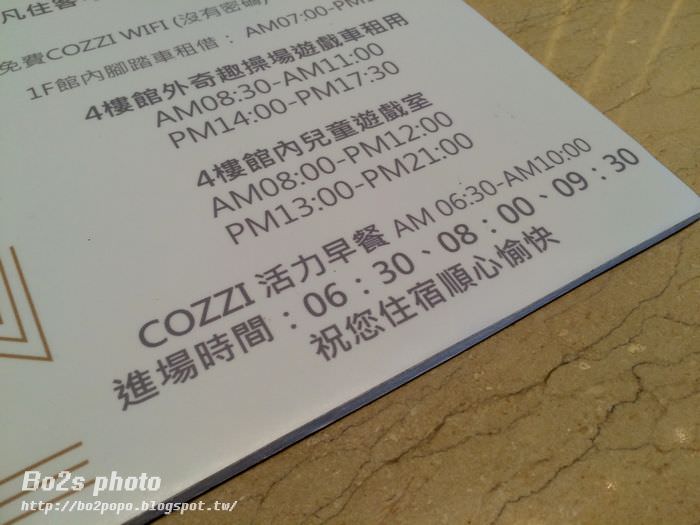 凡住客
免費COZZI WIFI (沒有密碼)
1F館內腳踏車租借： AM07:00-PM
4樓館外奇趣操場遊戲車租用
AM08:30-AM11:00
PM14:00-PM17:30
4樓館內兒童遊戲室
AM08:00-PM12:00
PM13:00-PM21:00
COZZI 活力早餐 AM 06:30-AM10:00
進場時間：06：30、08：00、09：30
祝您住宿順心愉快
Bo2s photo
http://bo2popo.blogspot.tw/